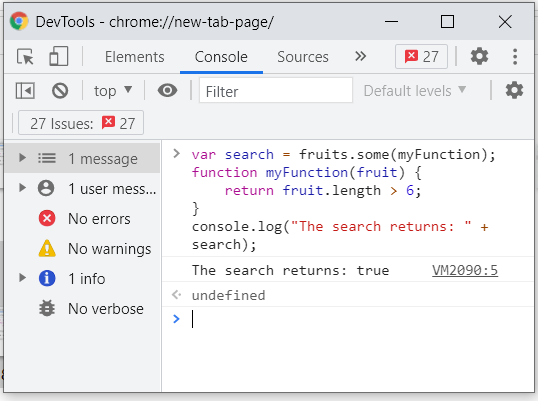 DevTools - chrome://new-tab-page/
Elements Console Sources » 27
top ▼ Filter Default levels ▼
27 Issues: 27
1 message
1 user mess...
No errors
No warnings
1 info
No verbose
var search = fruits.some(myFunction);
function myFunction(fruit) {
    return fruit.length > 6;
}
console.log("The search returns: " +
search);
The search returns: true VM2090:5
undefined